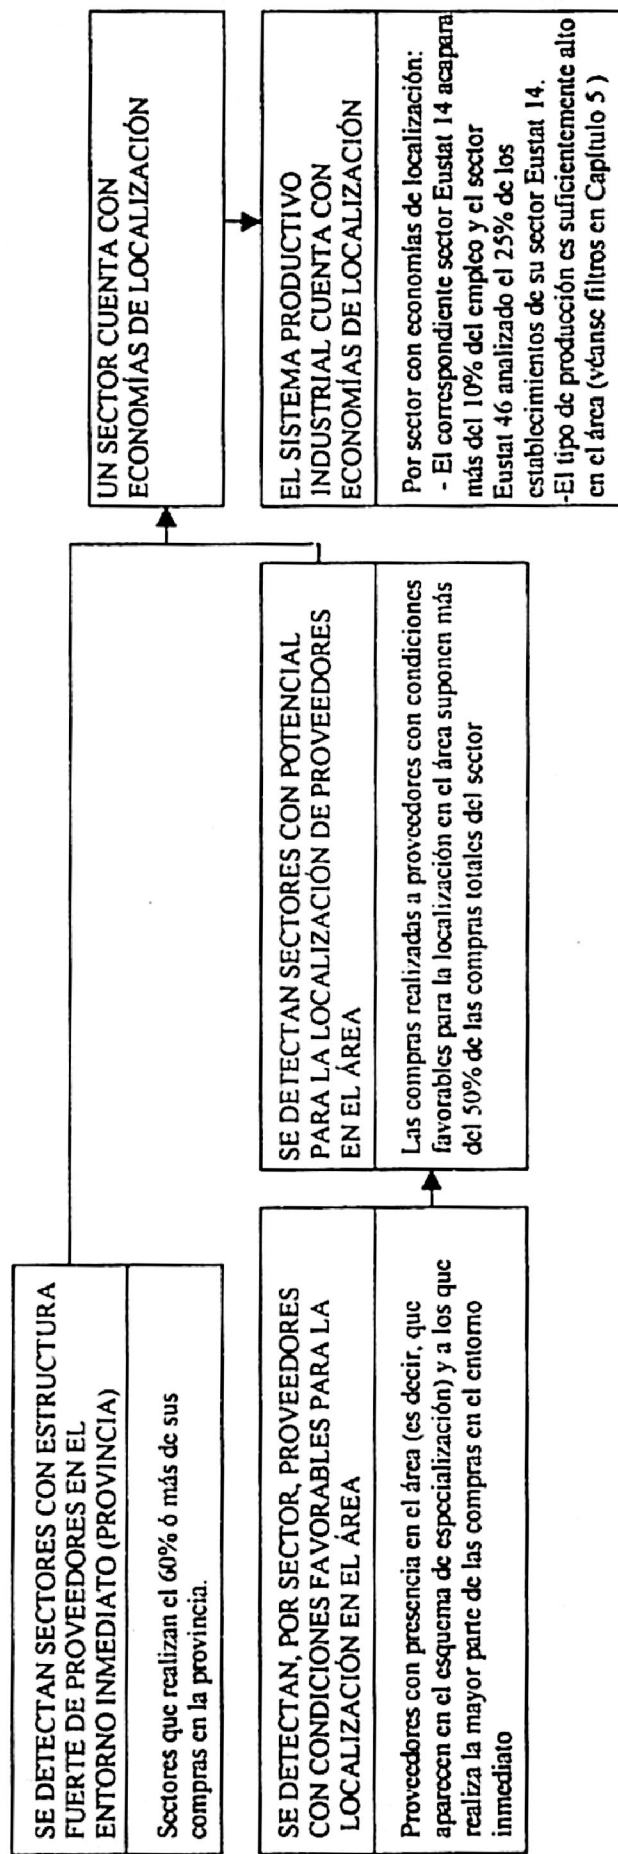 SE DETECTAN SECTORES CON ESTRUCTURA
FUERTE DE PROVEEDORES EN EL
ENTORNO INMEDIATO (PROVINCIA)
Sectores que realizan el 60% ó más de sus
compras en la provincia.
SE DETECTAN, POR SECTOR, PROVEEDORES
CON CONDICIONES FAVORABLES PARA LA
LOCALIZACIÓN EN EL ÁREA
Proveedores con presencia en el área (es decir, que
aparecen en el esquema de especialización) y a los que
realiza la mayor parte de las compras en el entorno
inmediato
SE DETECTAN SECTORES CON POTENCIAL
PARA LA LOCALIZACIÓN DE PROVEEDORES
EN EL ÁREA
Las compras realizadas a proveedores con condiciones
favorables para la localización en el área suponen más
del 50% de las compras totales del sector
UN SECTOR CUENTA CON
ECONOMÍAS DE LOCALIZACIÓN
EL SISTEMA PRODUCTIVO
INDUSTRIAL CUENTA CON
ECONOMÍAS DE LOCALIZACIÓN
Por sector con economías de localización:
- El correspondiente sector Eustat 14 acapara
más del 10% del empleo y el sector
Eustat 46 analizado el 25% de los
establecimientos de su sector Eustat 14.
-El tipo de producción es suficientemente alto
en el área (véanse filtros en Capítulo 5 )